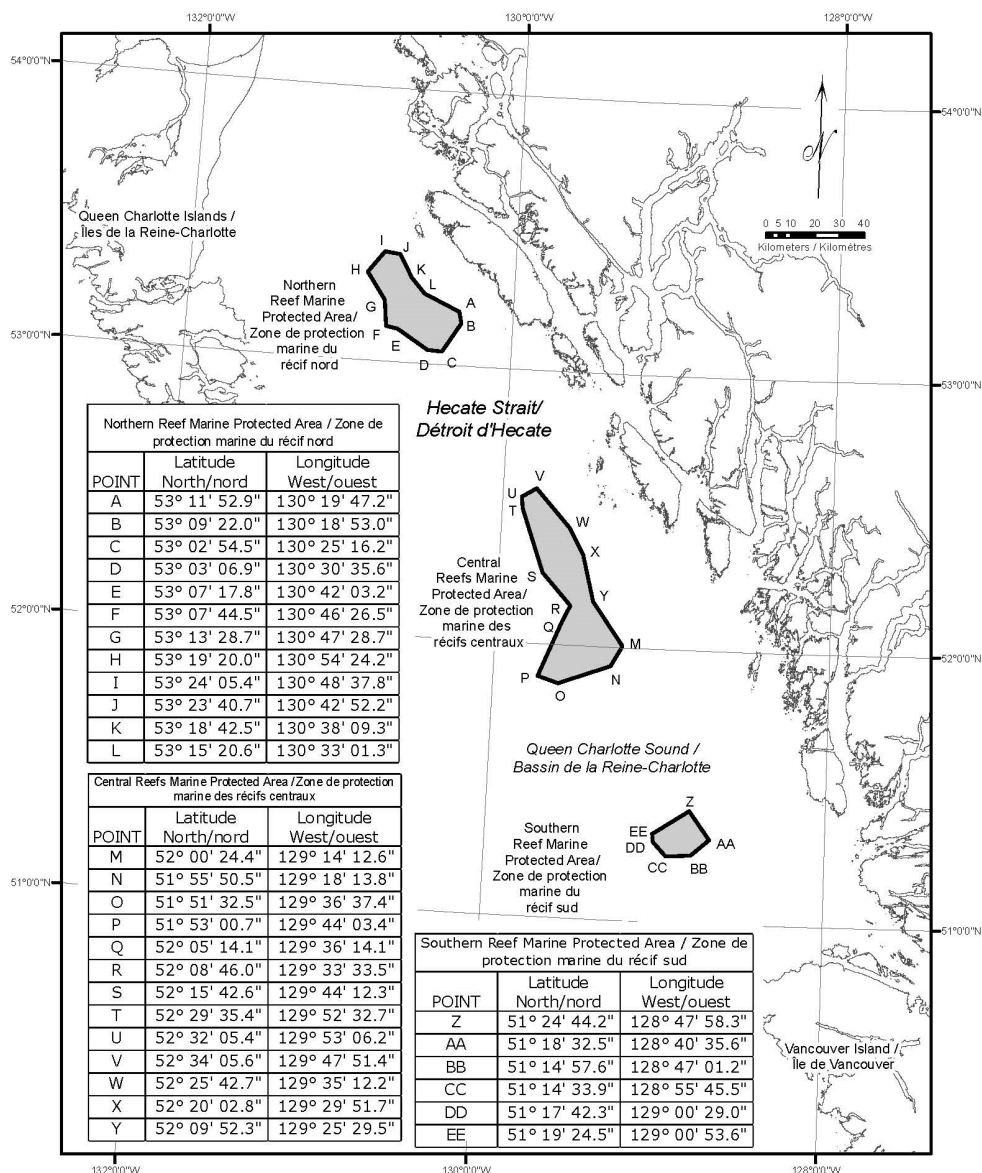 132°0'0"W
130°0'0"W
128°0'0"W
54°0'0"N
54°0'0"N
N
0 5 10 20 30 40
Kilometers / Kilométres
Queen Charlotte Islands /
Îles de la Reine-Charlotte
I
J
H
K
L
G
A
B
F
E
D
C
Northern
Reef Marine
Protected Area/
Zone de protection
marine du
récif nord
53°0'0"N
53°0'0"N
Hecate Strait/
Détroit d'Hecate
Northern Reef Marine Protected Area / Zone de
protection marine du récif nord
POINT Latitude North/nord Longitude West/ouest
A 53° 11' 52.9" 130° 19' 47.2"
B 53° 09' 22.0" 130° 18' 53.0"
C 53° 02' 54.5" 130° 25' 16.2"
D 53° 03' 06.9" 130° 30' 35.6"
E 53° 07' 17.8" 130° 42' 03.2"
F 53° 07' 44.5" 130° 46' 26.5"
G 53° 13' 28.7" 130° 47' 28.7"
H 53° 19' 20.0" 130° 54' 24.2"
I 53° 24' 05.4" 130° 48' 37.8"
J 53° 23' 40.7" 130° 42' 52.2"
K 53° 18' 42.5" 130° 38' 09.3"
L 53° 15' 20.6" 130° 33' 01.3"
V
U
T
W
X
S
Y
R
Q
M
P
N
O
Central
Reefs Marine
Protected Area/
Zone de protection
marine des
récifs centraux
52°0'0"N
52°0'0"N
Queen Charlotte Sound /
Bassin de la Reine-Charlotte
Central Reefs Marine Protected Area /Zone de protection
marine des récifs centraux
POINT Latitude North/nord Longitude West/ouest
M 52° 00' 24.4" 129° 14' 12.6"
N 51° 55' 50.5" 129° 18' 13.8"
O 51° 51' 32.5" 129° 36' 37.4"
P 51° 53' 00.7" 129° 44' 03.4"
Q 52° 05' 14.1" 129° 36' 14.1"
R 52° 08' 46.0" 129° 33' 33.5"
S 52° 15' 42.6" 129° 44' 12.3"
T 52° 29' 35.4" 129° 52' 32.7"
U 52° 32' 05.4" 129° 53' 06.2"
V 52° 34' 05.6" 129° 47' 51.4"
W 52° 25' 42.7" 129° 35' 12.2"
X 52° 20' 02.8" 129° 29' 51.7"
Y 52° 09' 52.3" 129° 25' 29.5"
Z
EE
DD
AA
CC
BB
Southern
Reef Marine
Protected Area/
Zone de protection
marine du
récif sud
51°0'0"N
51°0'0"N
Southern Reef Marine Protected Area / Zone de
protection marine du récif sud
POINT Latitude North/nord Longitude West/ouest
Z 51° 24' 44.2" 128° 47' 58.3"
AA 51° 18' 32.5" 128° 40' 35.6"
BB 51° 14' 57.6" 128° 47' 01.2"
CC 51° 14' 33.9" 128° 55' 45.5"
DD 51° 17' 42.3" 129° 00' 29.0"
EE 51° 19' 24.5" 129° 00' 53.6"
Vancouver Island /
Île de Vancouver
132°0'0"W
130°0'0"W
128°0'0"W